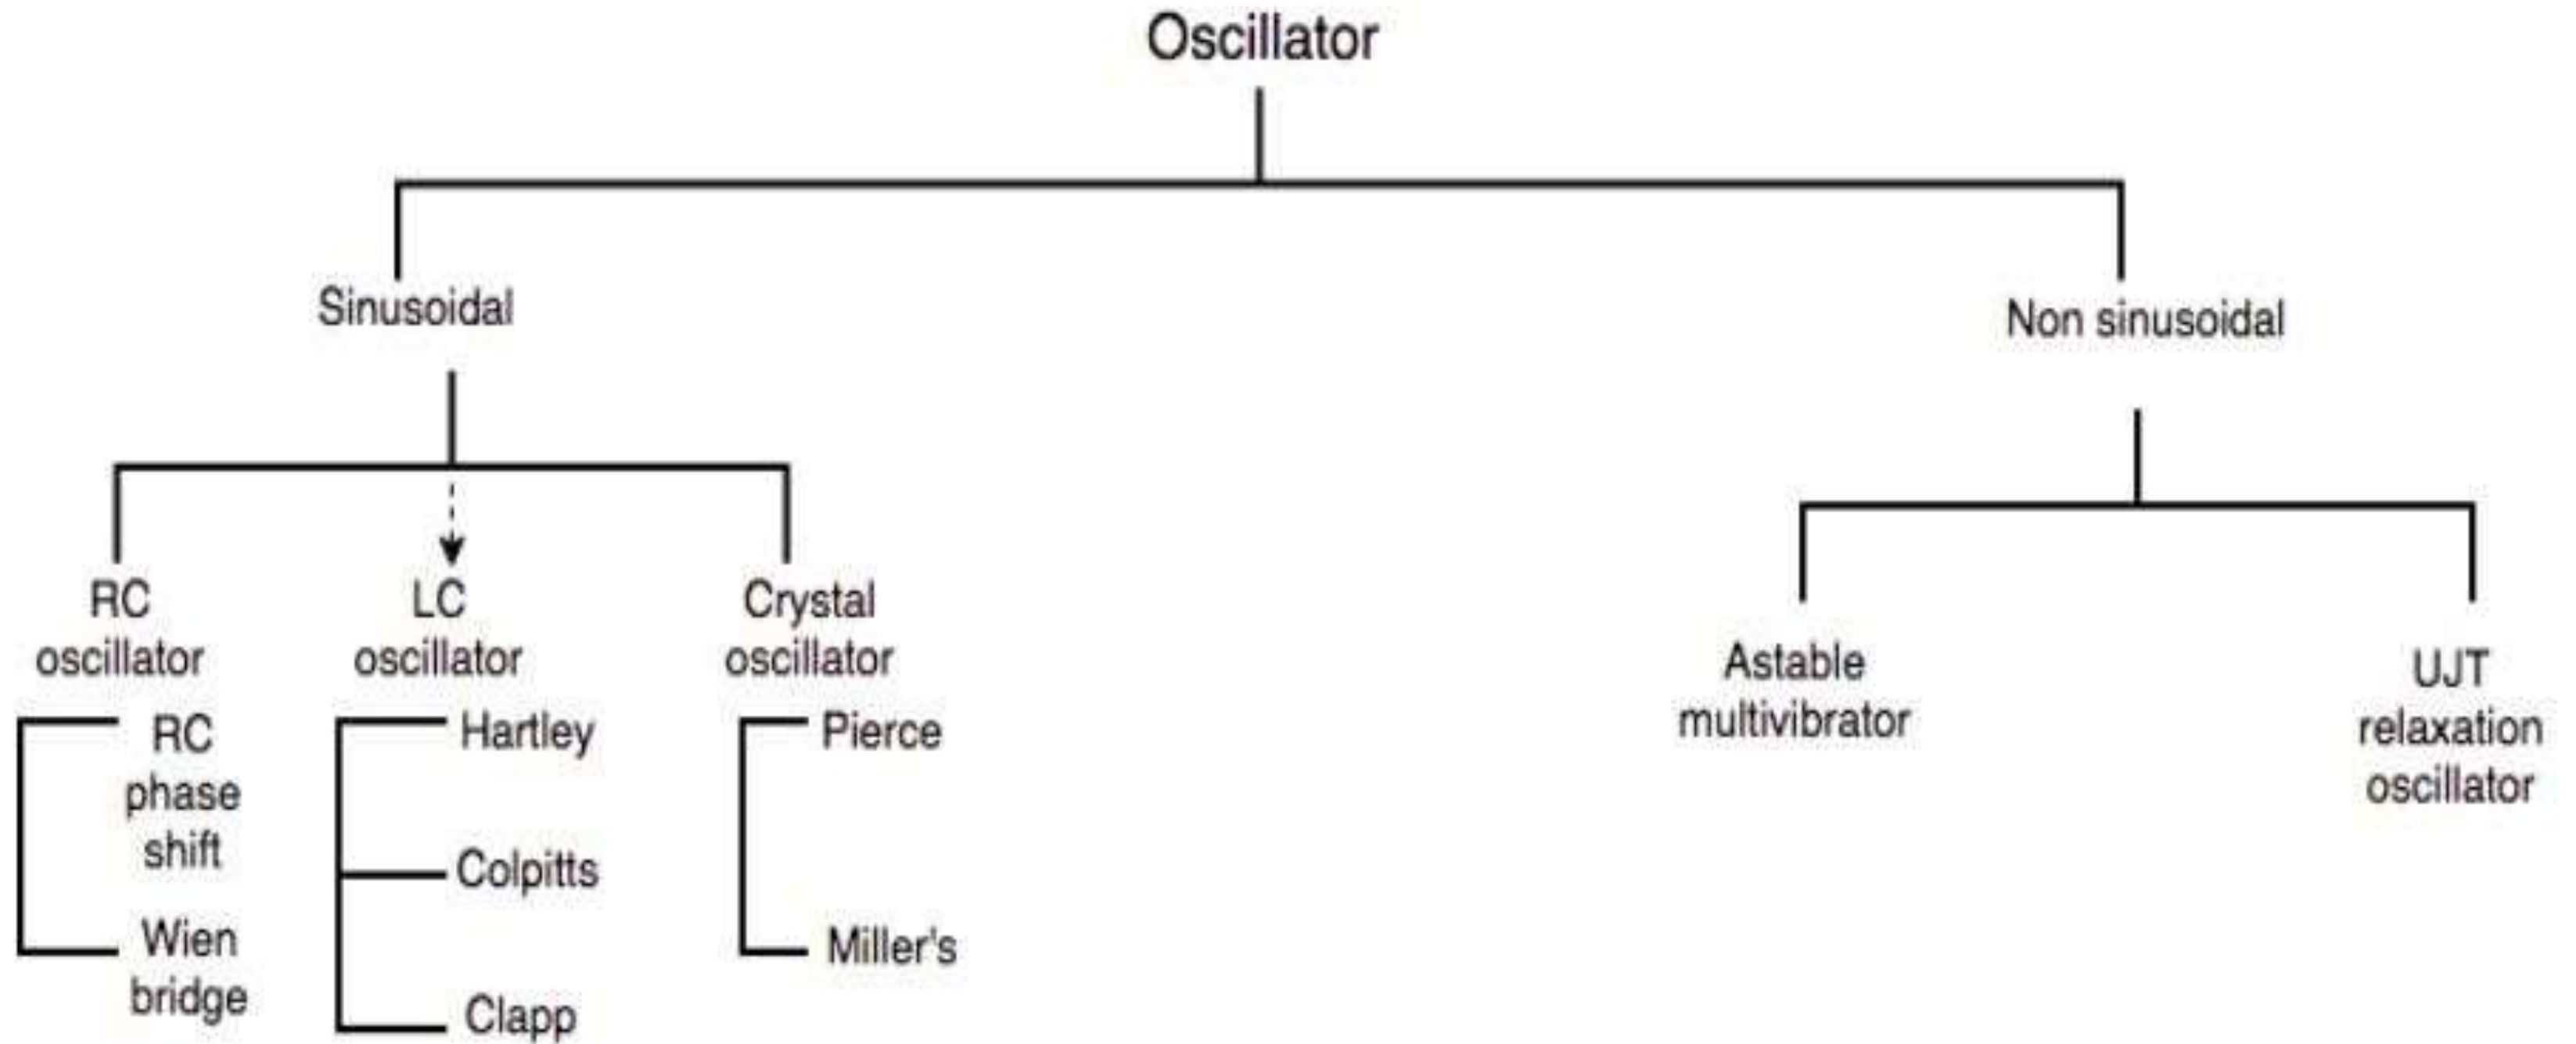 Oscillator
Sinusoidal
Non sinusoidal
RC
oscillator
LC
oscillator
Crystal
oscillator
RC
phase
shift
Wien
bridge
Hartley
Colpitts
Clapp
Pierce
Miller's
Astable
multivibrator
UJT
relaxation
oscillator